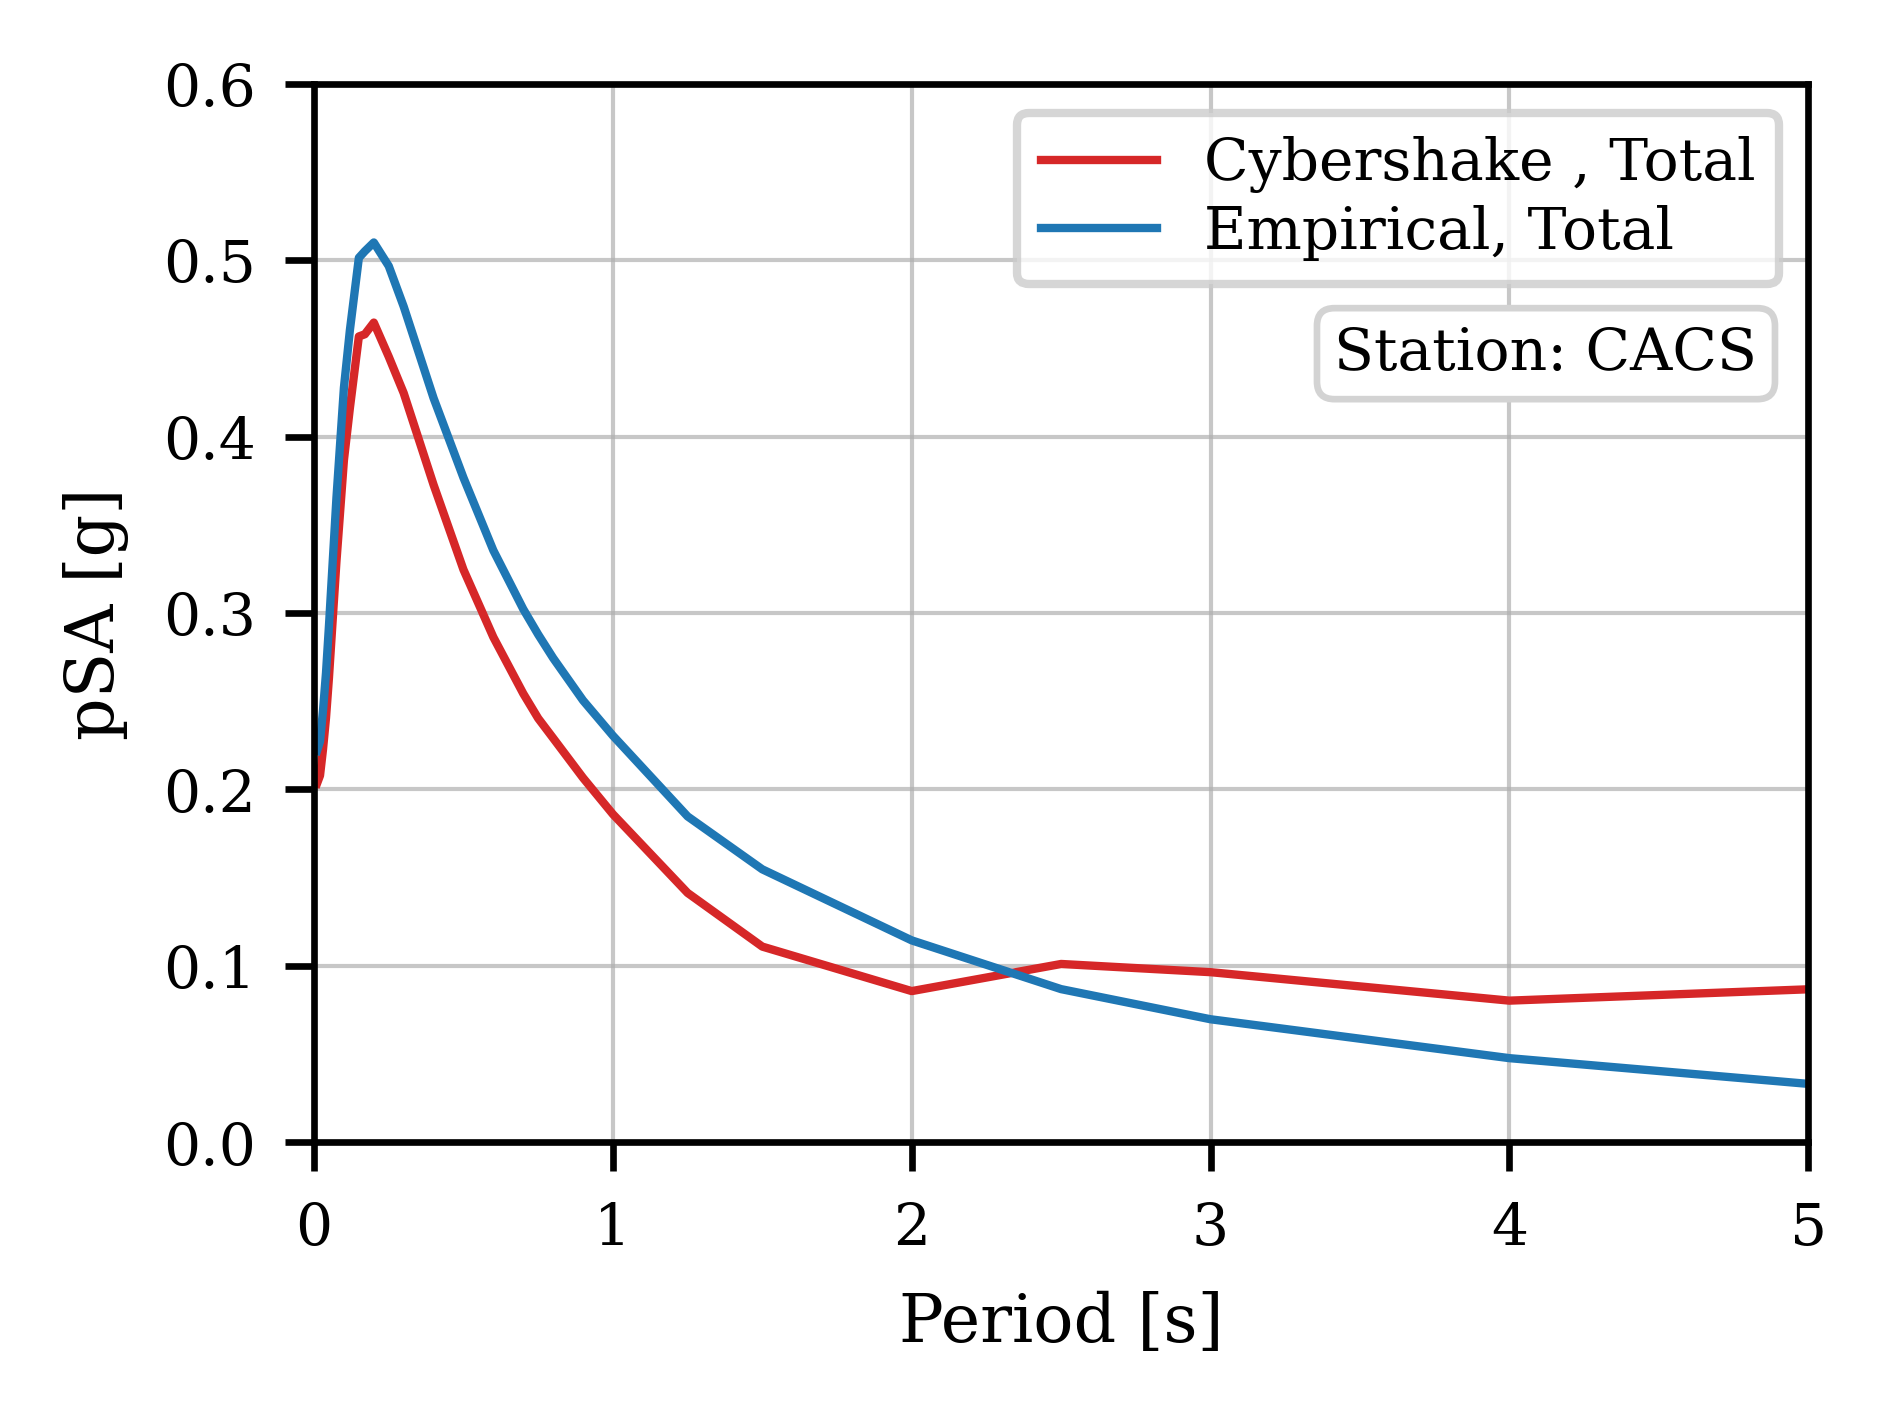 0.6
0.5
0.4
0.3
0.2
0.1
0.0
pSA [g]
Cybershake , Total
Empirical, Total
Station: CACS
0 1 2 3 4 5
Period [s]